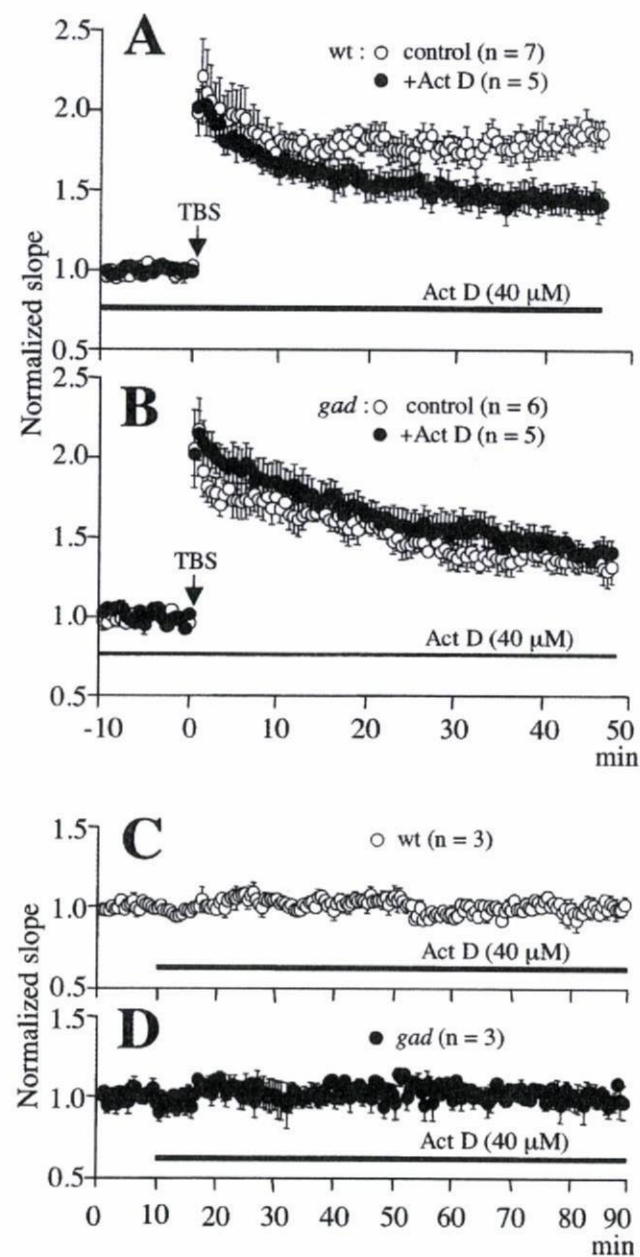 A
2.5
wt : ○ control (n = 7)
● +Act D (n = 5)
2.0
1.5
TBS
1.0
Act D (40 µM)
0.5
Normalized slope
B
2.5
gad : ○ control (n = 6)
● +Act D (n = 5)
2.0
1.5
TBS
1.0
Act D (40 µM)
0.5
-10 0 10 20 30 40 50
min
C
1.5
○ wt (n = 3)
1.0
Act D (40 µM)
0.5
Normalized slope
D
1.5
● gad (n = 3)
1.0
Act D (40 µM)
0.5
0 10 20 30 40 50 60 70 80 90
min